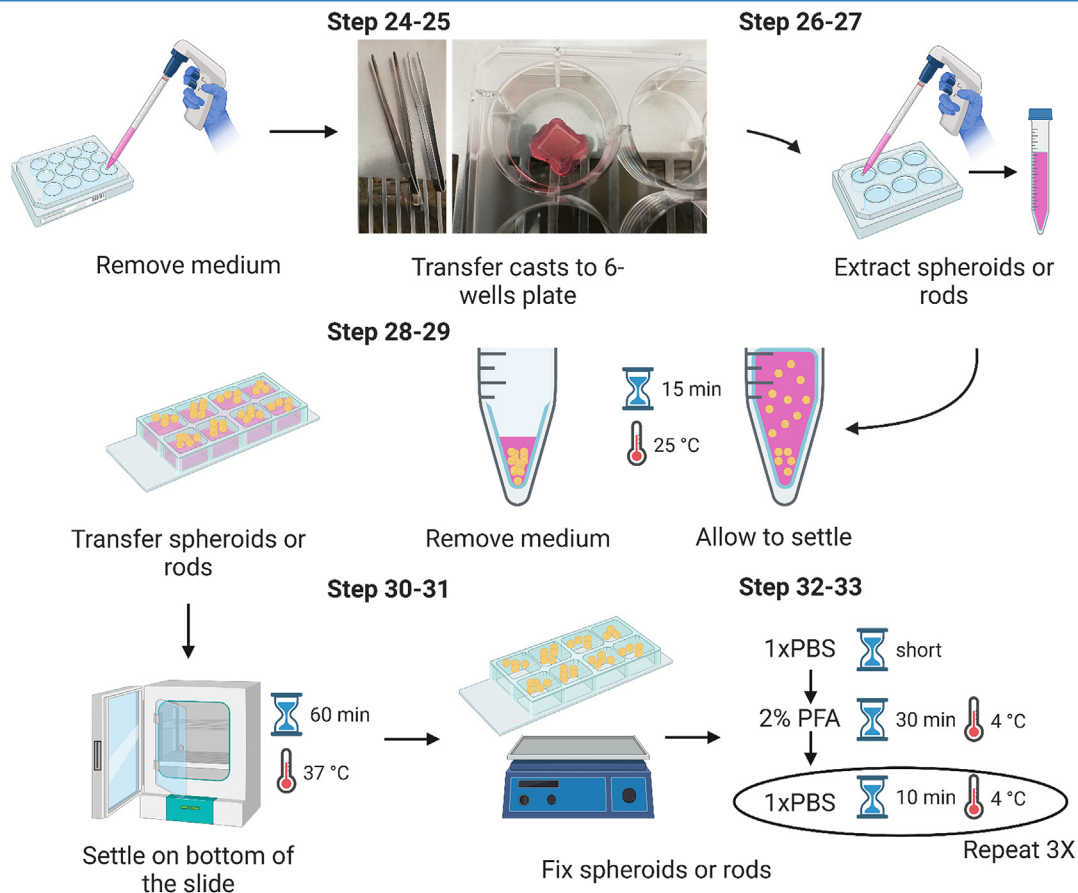 Step 24-25
Step 26-27
Remove medium
Transfer casts to 6-
wells plate
Extract spheroids or
rods
Step 28-29
15 min
25 °C
Transfer spheroids or
rods
Remove medium
Allow to settle
Step 30-31
Step 32-33
60 min
37 °C
1xPBS
short
2% PFA
30 min
4 °C
1xPBS
10 min
4 °C
Repeat 3X
Settle on bottom of
the slide
Fix spheroids or rods